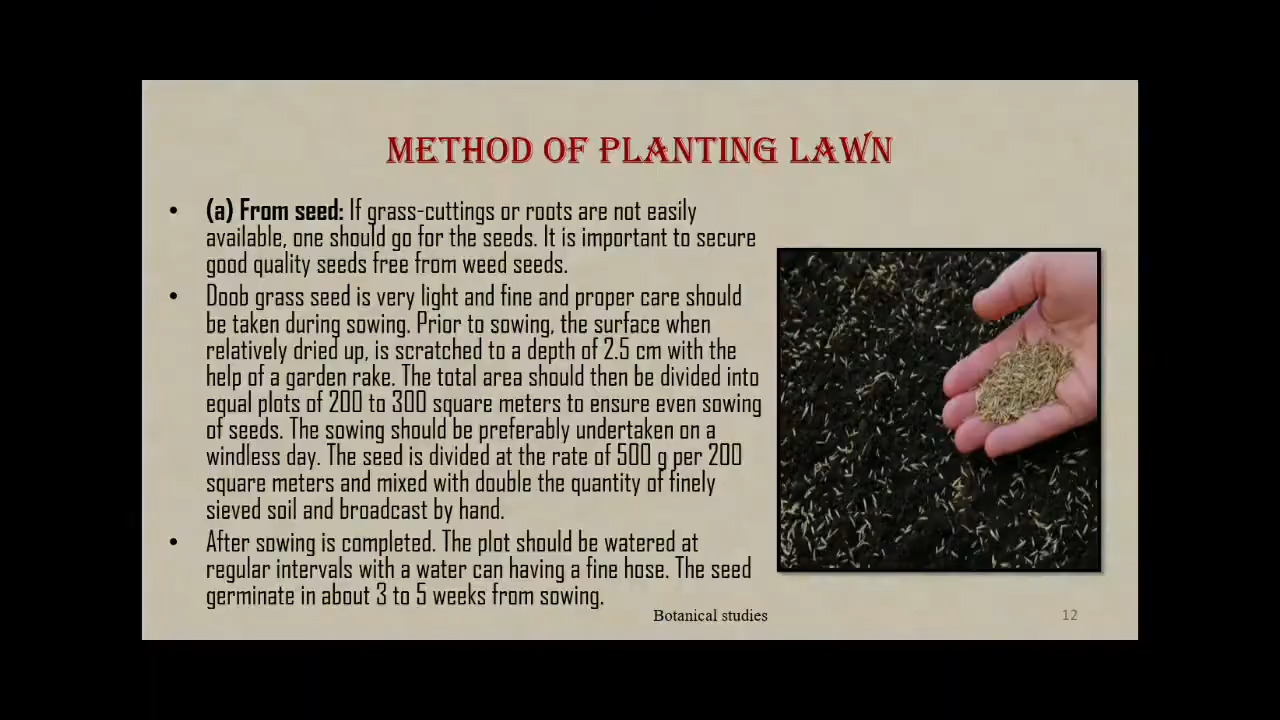 METHOD OF PLANTING LAWN
• (a) From seed: If grass-cuttings or roots are not easily
available, one should go for the seeds. It is important to secure
good quality seeds free from weed seeds.
• Doob grass seed is very light and fine and proper care should
be taken during sowing. Prior to sowing, the surface when
relatively dried up, is scratched to a depth of 2.5 cm with the
help of a garden rake. The total area should then be divided into
equal plots of 200 to 300 square meters to ensure even sowing
of seeds. The sowing should be preferably undertaken on a
windless day. The seed is divided at the rate of 500 g per 200
square meters and mixed with double the quantity of finely
sieved soil and broadcast by hand.
• After sowing is completed. The plot should be watered at
regular intervals with a water can having a fine hose. The seed
germinate in about 3 to 5 weeks from sowing.
Botanical studies
12